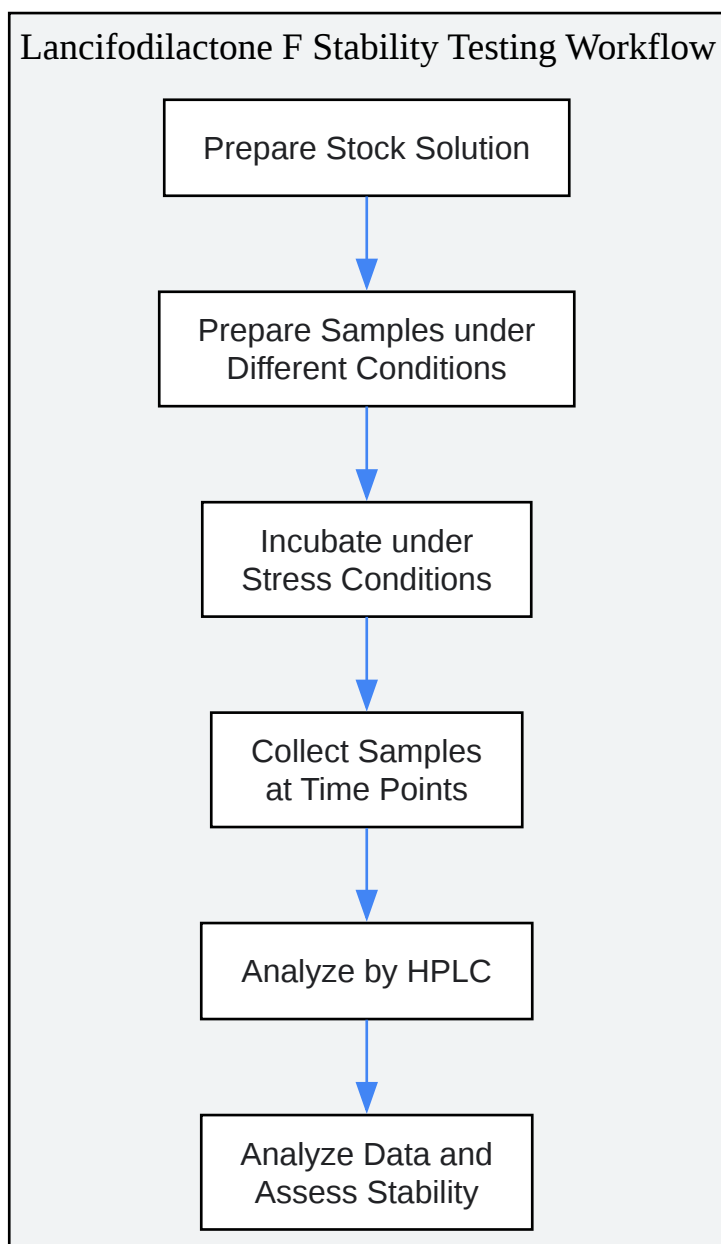 Lancifodilactone F Stability Testing Workflow
Prepare Stock Solution
Prepare Samples under
Different Conditions
Incubate under
Stress Conditions
Collect Samples
at Time Points
Analyze by HPLC
Analyze Data and
Assess Stability